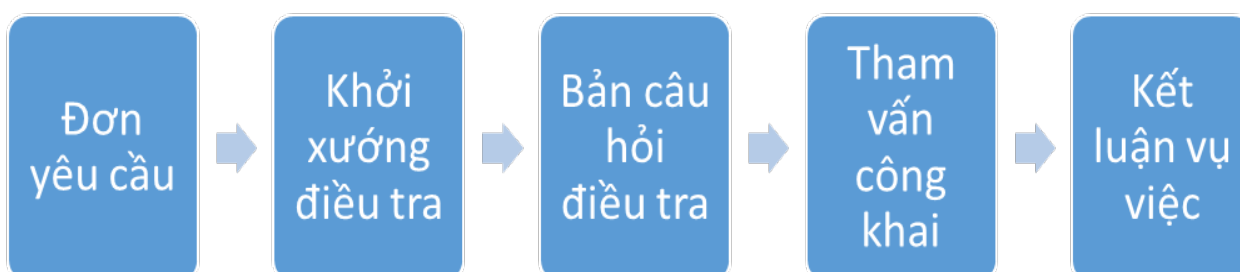 Đơn
yêu cầu
Khởi
xướng
điều tra
Bản câu
hỏi
điều tra
Tham
vấn
công
khai
Kết
luận vụ
việc